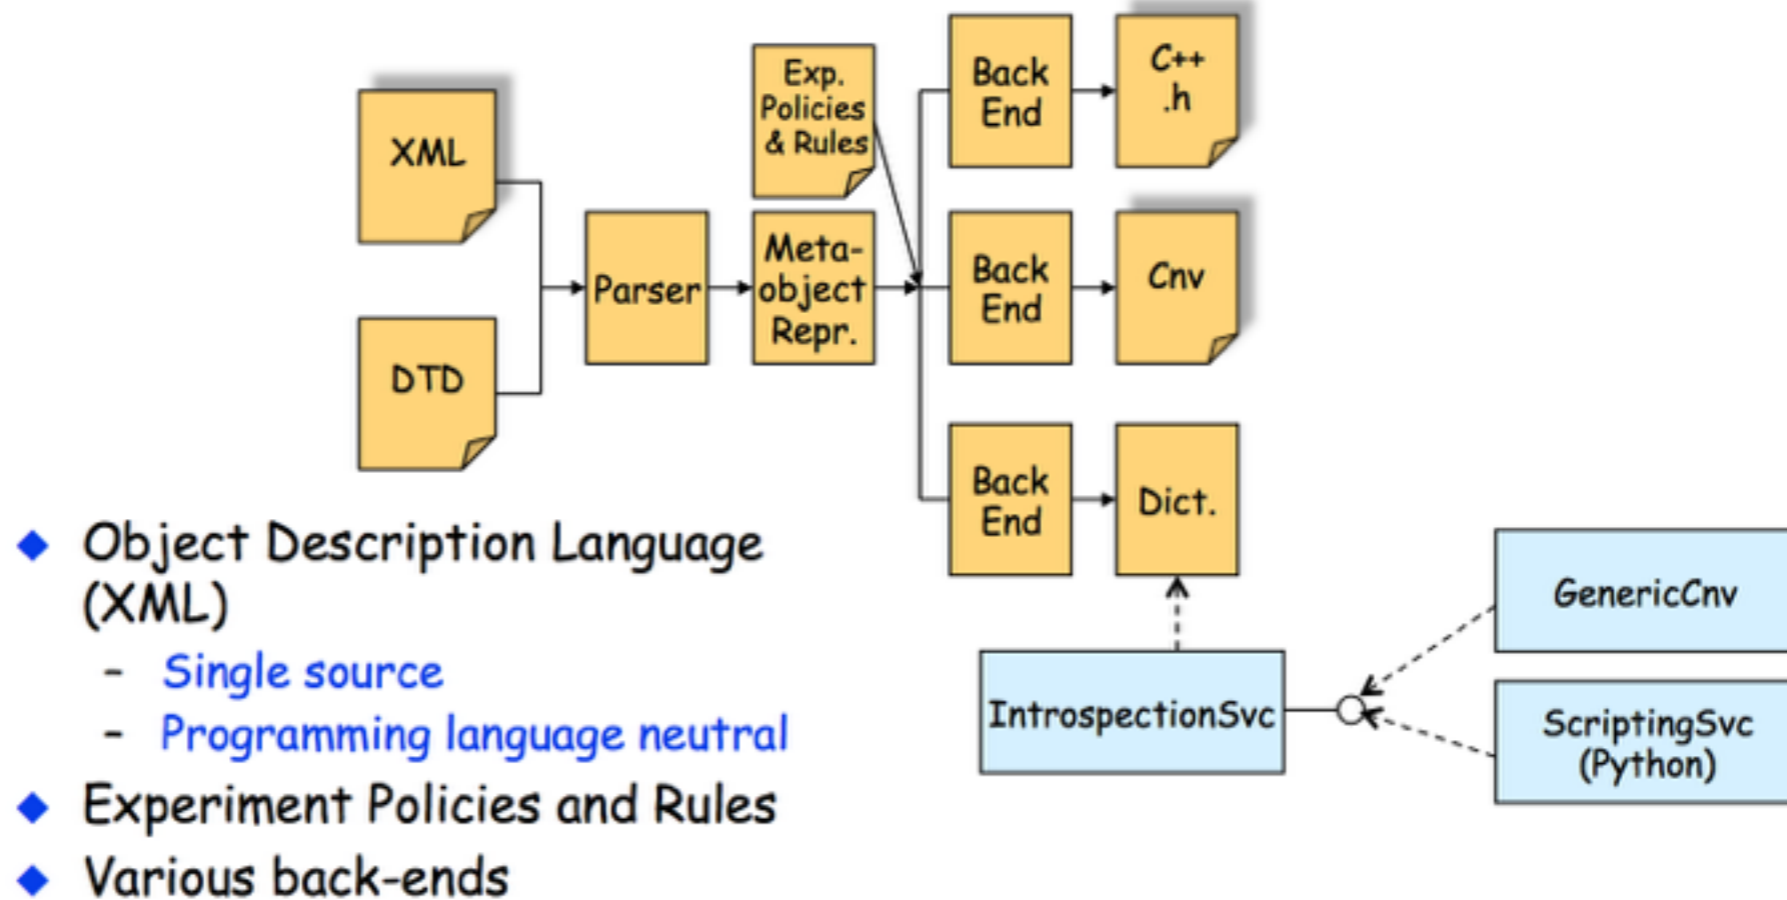 XML
DTD
Parser
Exp.
Policies
& Rules
Meta-
object
Repr.
Back
End
C++
.h
Back
End
Cnv
Back
End
Dict.
IntrospectionSvc
GenericCnv
ScriptingSvc
(Python)
Object Description Language
(XML)
– Single source
– Programming language neutral
Experiment Policies and Rules
Various back-ends